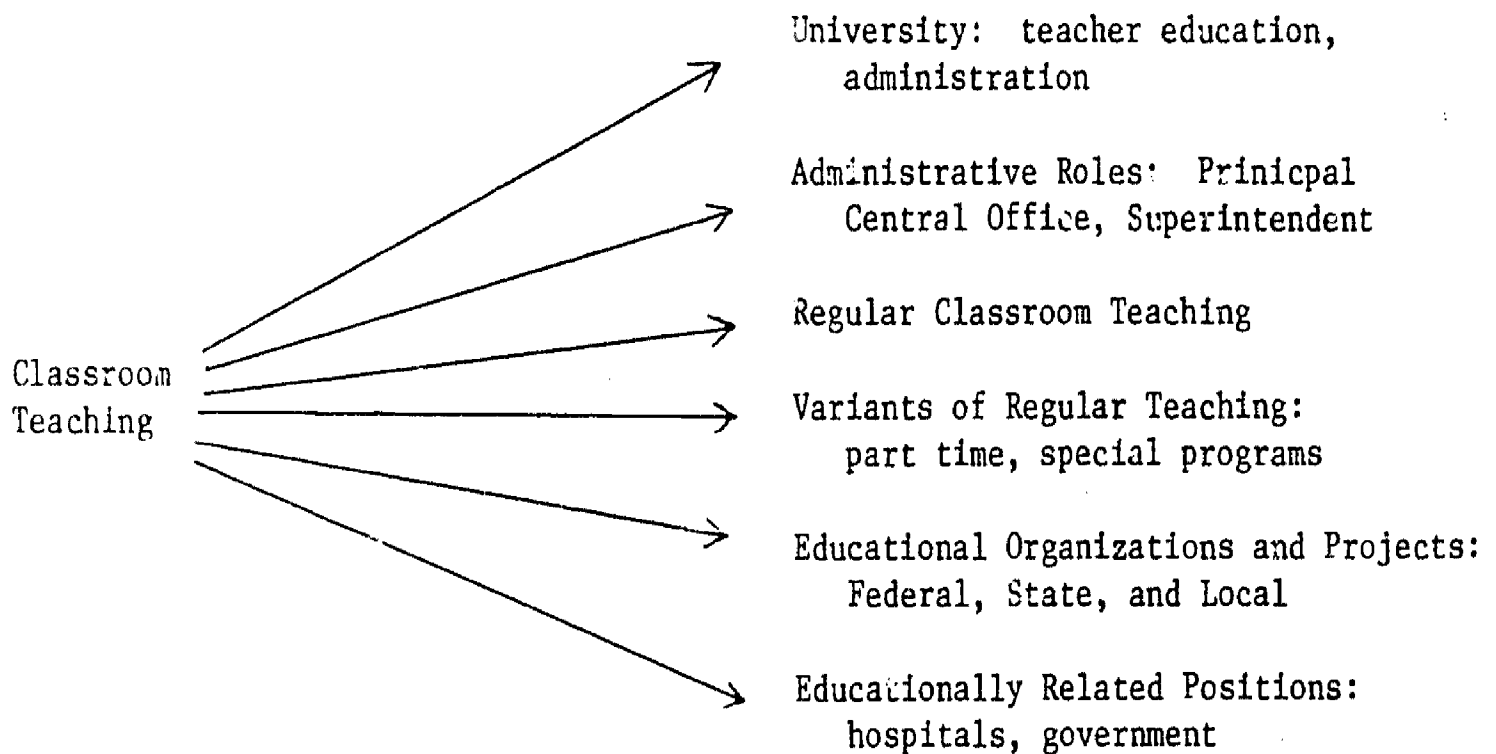 University: teacher education,
administration
Administrative Roles: Prinicpal
Central Office, Superintendent
Regular Classroom Teaching
Classroom
Teaching
Variants of Regular Teaching:
part time, special programs
Educational Organizations and Projects:
Federal, State, and Local
Educationally Related Positions:
hospitals, government